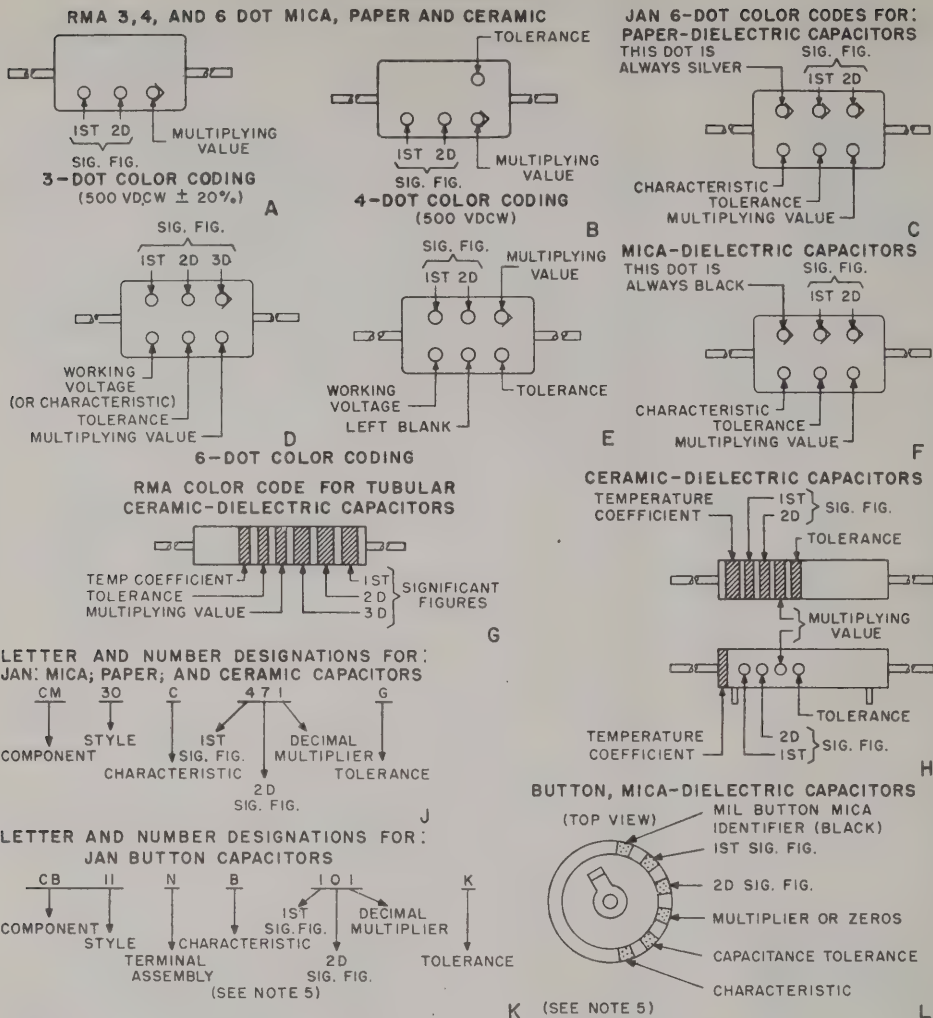 RMA 3,4, AND 6 DOT MICA, PAPER AND CERAMIC
1ST 2D
SIG. FIG.
MULTIPLYING
VALUE
3-DOT COLOR CODING
(500 VDCW ± 20%)
A
TOLERANCE
1ST 2D
SIG. FIG.
MULTIPLYING
VALUE
4-DOT COLOR CODING
(500 VDCW)
B
JAN 6-DOT COLOR CODES FOR:
PAPER-DIELECTRIC CAPACITORS
THIS DOT IS
ALWAYS SILVER
SIG. FIG.
1ST 2D
CHARACTERISTIC
TOLERANCE
MULTIPLYING VALUE
C
SIG. FIG.
1ST 2D 3D
WORKING
VOLTAGE
(OR CHARACTERISTIC)
TOLERANCE
MULTIPLYING VALUE
D
SIG. FIG.
1ST 2D
MULTIPLYING
VALUE
WORKING
VOLTAGE
LEFT BLANK
TOLERANCE
E
6-DOT COLOR CODING
MICA-DIELECTRIC CAPACITORS
THIS DOT IS
ALWAYS BLACK
SIG. FIG.
1ST 2D
CHARACTERISTIC
TOLERANCE
MULTIPLYING VALUE
F
RMA COLOR CODE FOR TUBULAR
CERAMIC-DIELECTRIC CAPACITORS
TEMP COEFFICIENT
TOLERANCE
MULTIPLYING VALUE
1ST
2D
3D
SIGNIFICANT
FIGURES
G
CERAMIC-DIELECTRIC CAPACITORS
TEMPERATURE
COEFFICIENT
1ST
2D
SIG. FIG.
TOLERANCE
MULTIPLYING
VALUE
TOLERANCE
TEMPERATURE
COEFFICIENT
2D
1ST
SIG. FIG.
H
LETTER AND NUMBER DESIGNATIONS FOR:
JAN: MICA; PAPER; AND CERAMIC CAPACITORS
CM 30 C 471 G
COMPONENT
STYLE
CHARACTERISTIC
1ST
SIG. FIG.
2D
SIG. FIG.
DECIMAL
MULTIPLIER
TOLERANCE
J
LETTER AND NUMBER DESIGNATIONS FOR:
JAN BUTTON CAPACITORS
CB 11 N B 101 K
COMPONENT
STYLE
TERMINAL
ASSEMBLY
CHARACTERISTIC
1ST
SIG. FIG.
2D
SIG. FIG.
DECIMAL
MULTIPLIER
TOLERANCE
(SEE NOTE 5)
K
BUTTON, MICA-DIELECTRIC CAPACITORS
(TOP VIEW)
MIL BUTTON MICA
IDENTIFIER (BLACK)
1ST SIG. FIG.
2D SIG. FIG.
MULTIPLIER OR ZEROS
CAPACITANCE TOLERANCE
CHARACTERISTIC
(SEE NOTE 5)
L